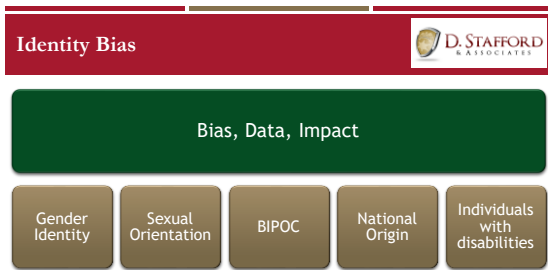 Identity Bias
D. STAFFORD
& ASSOCIATES
Bias, Data, Impact
Gender
Identity
Sexual
Orientation
BIPOC
National
Origin
Individuals
with
disabilities